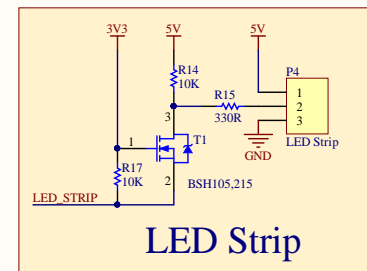 3V3 5V 5V
R14
10K
P4
R15
1
2
330R
3
3
T1
1
LED Strip
GND
R17
10K
2
BSH105,215
LED_STRIP
LED Strip